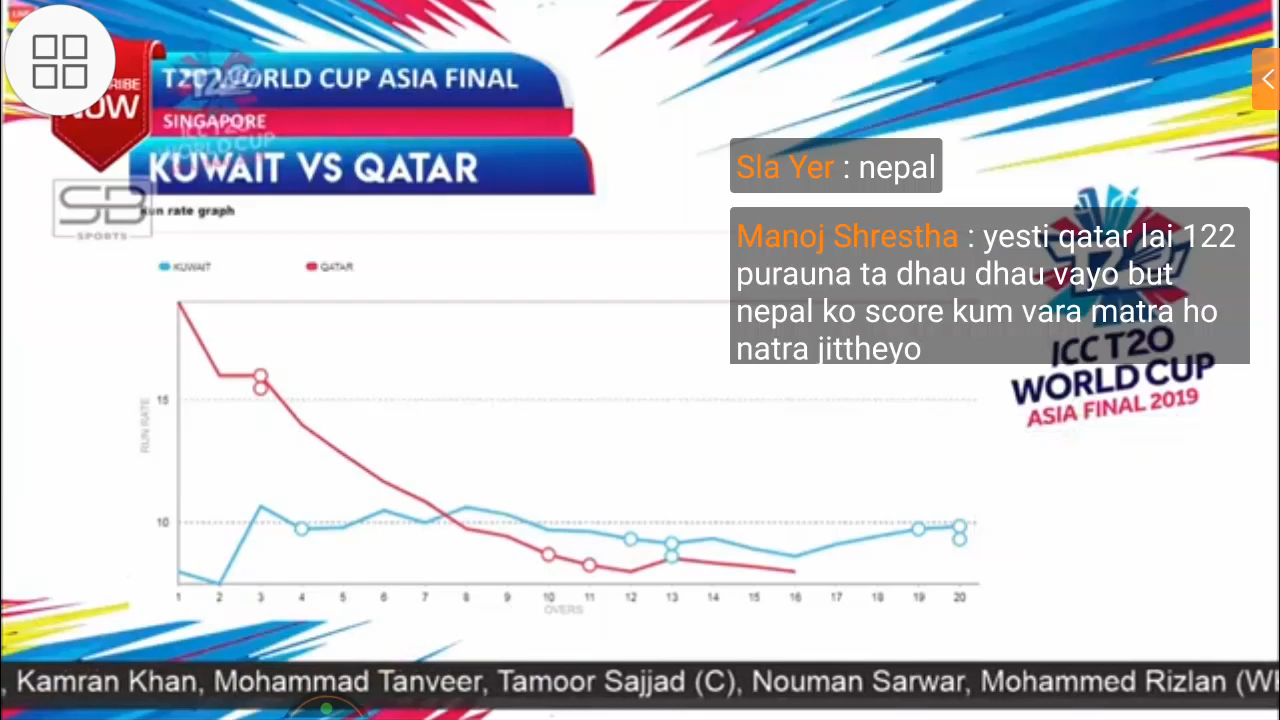 NOW
T20 WORLD CUP ASIA FINAL
SINGAPORE
KUWAIT VS QATAR
SB
SPORTS
Run rate graph
KUWAIT
QATAR
Sla Yer : nepal
Manoj Shrestha : yesti qatar lai 122
purauna ta dhau dhau vayo but
nepal ko score kum vara matra ho
natra jittheyo
ICC T20
WORLD CUP
ICC T20
WORLD CUP
ASIA FINAL 2019
RUN RATE
15
10
1 2 3 4 5 6 7 8 9 10 11 12 13 14 15 16 17 18 19 20
OVERS
, Kamran Khan, Mohammad Tanveer, Tamoor Sajjad (C), Nouman Sarwar, Mohammed Rizlan (W